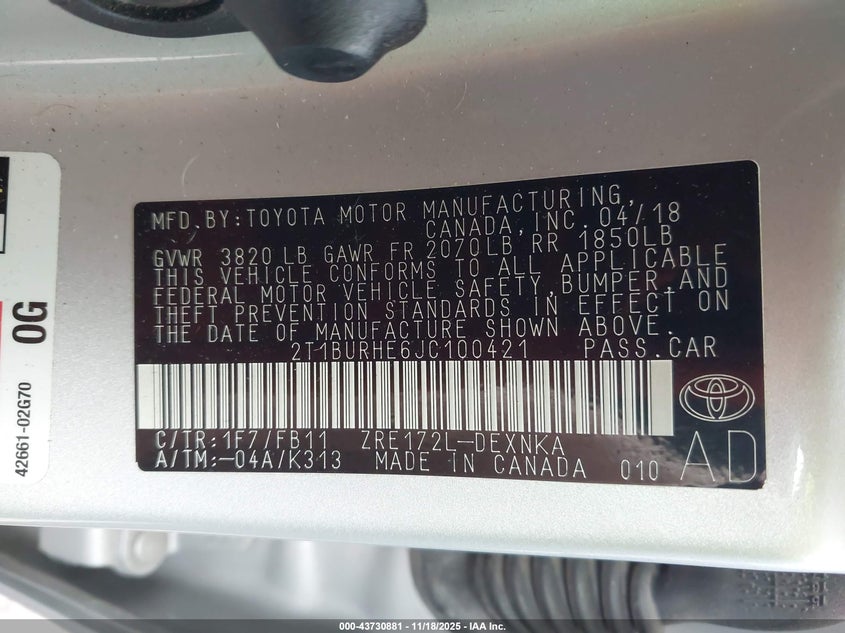 MFD.BY:TOYOTA MOTOR MANUFACTURING,
CANADA,INC. 04/18
GVWR 3820 LB GAWR FR 2070LB, RR 1850LB
THIS VEHICLE CONFORMS TO ALL APPLICABLE
FEDERAL MOTOR VEHICLE SAFETY,BUMPER,AND
THEFT PREVENTION STANDARDS IN EFFECT ON
THE DATE OF MANUFACTURE SHOWN ABOVE.
2T1BURHE6JC100421 PASS.CAR
C/TR:1F7/FB11 ZRE172L-DEXNKA
A/TM:-04A/K313 MADE IN CANADA 010 AD
42661-02G70 0G
000-43730881 - 11/18/2025 - IAA Inc.